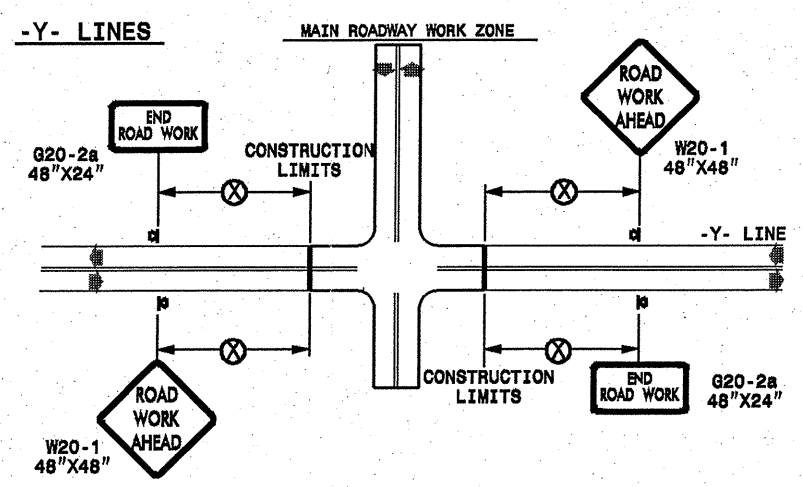 -Y- LINES
MAIN ROADWAY WORK ZONE
END
ROAD WORK
G20-2a
48"X24"
CONSTRUCTION
LIMITS
X
X
ROAD
WORK
AHEAD
W20-1
48"X48"
-Y- LINE
X
X
ROAD
WORK
AHEAD
W20-1
48"X48"
CONSTRUCTION
LIMITS
END
ROAD WORK
G20-2a
48"X24"